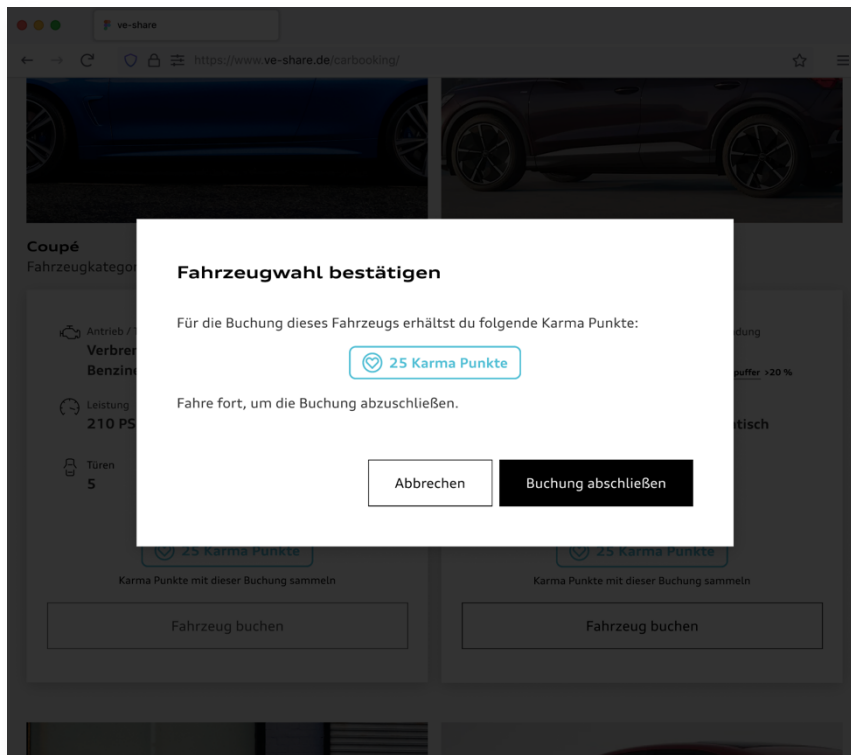 ve-share
https://www.ve-share.de/carbooking/
Coupé
Fahrzeugkategor
Fahrzeugwahl bestätigen
Für die Buchung dieses Fahrzeugs erhältst du folgende Karma Punkte:
25 Karma Punkte
Fahre fort, um die Buchung abzuschließen.
Abbrechen
Buchung abschließen
Antrieb /
Verbrer
Benzin
Leistung
210 PS
Türen
5
dung
puffer >20 %
tisch
25 Karma Punkte
Karma Punkte mit dieser Buchung sammeln
Fahrzeug buchen
25 Karma Punkte
Karma Punkte mit dieser Buchung sammeln
Fahrzeug buchen